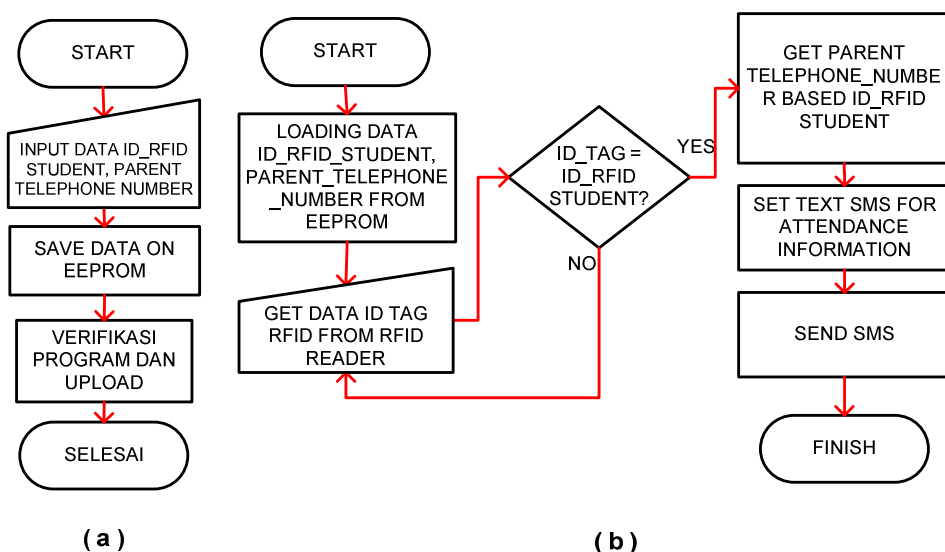 START
INPUT DATA ID_RFID
STUDENT, PARENT
TELEPHONE NUMBER
SAVE DATA ON
EEPROM
VERIFIKASI
PROGRAM DAN
UPLOAD
SELESAI
( a )
START
LOADING DATA
ID_RFID_STUDENT,
PARENT_TELEPHONE
_NUMBER FROM
EEPROM
GET DATA ID TAG
RFID FROM RFID
READER
ID_TAG =
ID_RFID
STUDENT?
YES
NO
GET PARENT
TELEPHONE_NUMBE
R BASED ID_RFID
STUDENT
SET TEXT SMS FOR
ATTENDANCE
INFORMATION
SEND SMS
FINISH
( b )